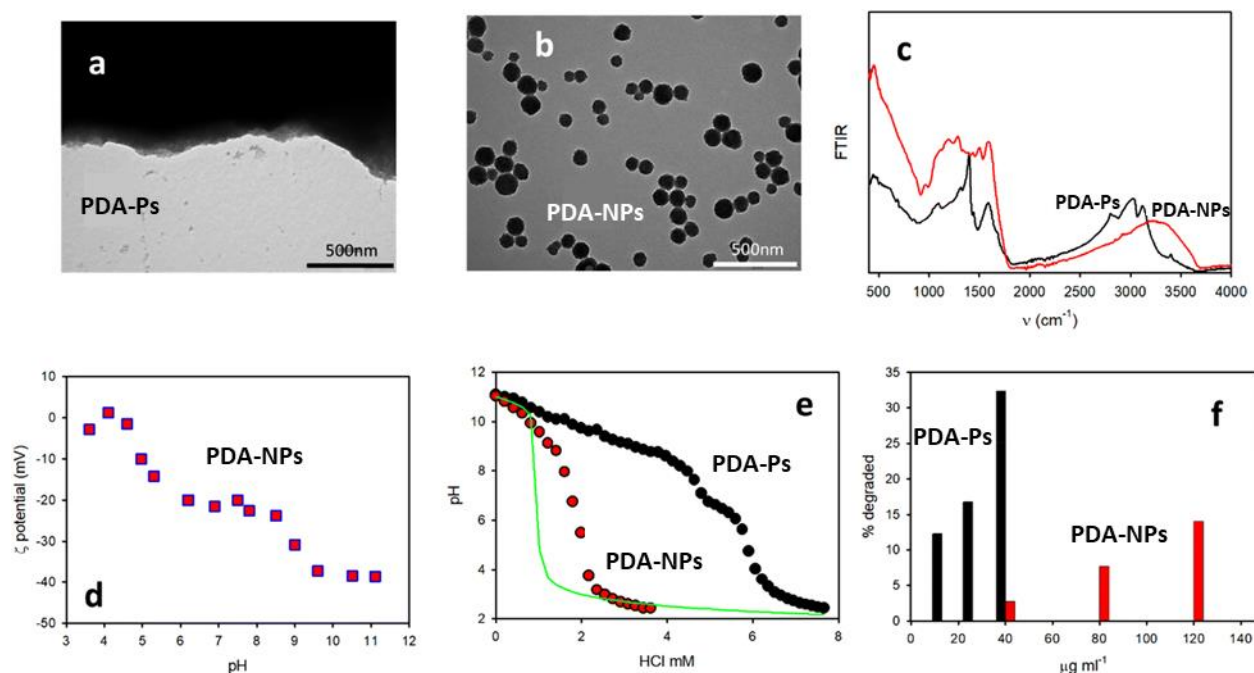 a
PDA-Ps
500nm
b
PDA-NPs
500nm
c
FTIR
PDA-Ps
PDA-NPs
500 1000 1500 2000 2500 3000 3500 4000
ν (cm⁻¹)
10
0
-10
-20
-30
-40
-50
ζ potential (mV)
PDA-NPs
d
3 4 5 6 7 8 9 10 11 12
pH
12
10
8
6
4
2
pH
e
PDA-Ps
PDA-NPs
0 2 4 6 8
HCl mM
35
30
25
20
15
10
5
0
% degraded
f
PDA-Ps
PDA-NPs
0 20 40 60 80 100 120 140
µg ml⁻¹